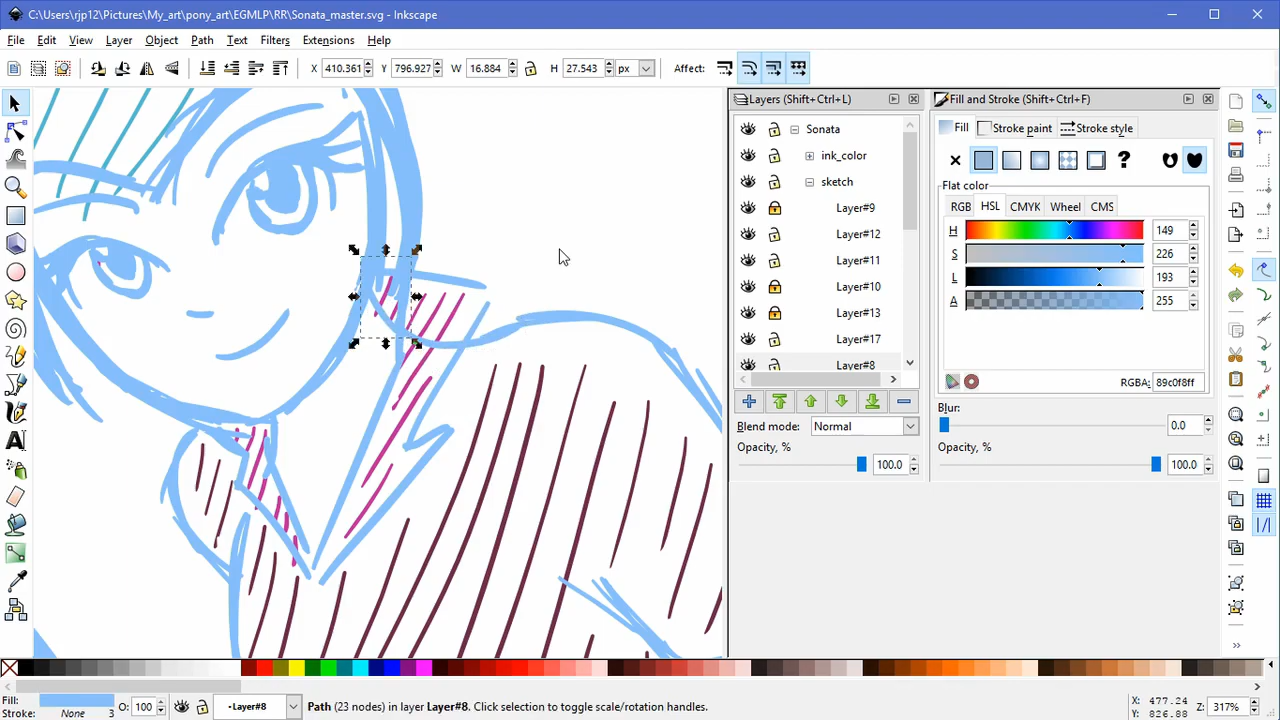 C:\Users\rjp12\Pictures\My_art\pony_art\EGMLP\RR\Sonata_master.svg - Inkscape
File Edit View Layer Object Path Text Filters Extensions Help
X 410.361 Y 796.927 W 16.884 H 27.543 px Affect:
Layers (Shift+Ctrl+L)
Sonata
ink_color
sketch
Layer#9
Layer#12
Layer#11
Layer#10
Layer#13
Layer#17
Layer#8
Blend mode: Normal
Opacity, %
100.0
Fill and Stroke (Shift+Ctrl+F)
Fill Stroke paint Stroke style
?
Flat color
RGB HSL CMYK Wheel CMS
H 149
S 226
L 193
A 255
RGBA: 89c0f8ff
Blur:
0.0
Opacity, %
100.0
Fill:
Stroke: None 3
O: 100
-Layer#8
Path (23 nodes) in layer Layer#8. Click selection to toggle scale/rotation handles.
X: 477.24
Y: 826.88
Z: 317%